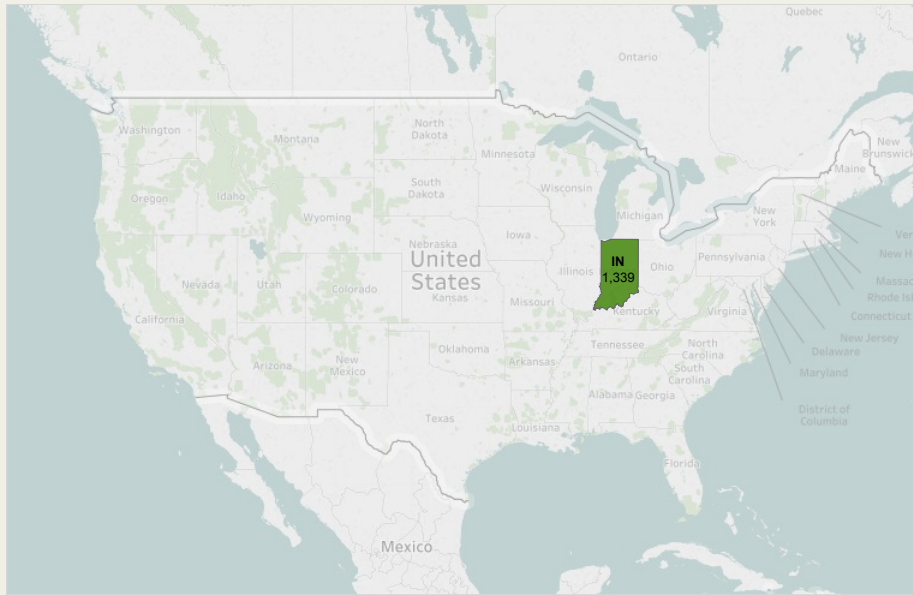 Quebec
Ontario
Washington
Montana
North
Dakota
Minnesota
New
Brunswick
Maine
Oregon
Idaho
South
Dakota
Wisconsin
Michigan
New
York
Wyoming
Iowa
Nebraska
United
States
Illinois
IN
1,339
Ohio
Pennsylvania
Nevada
Utah
Colorado
Kansas
Missouri
Kentucky
Virginia
California
Arizona
New
Mexico
Oklahoma
Arkansas
Tennessee
North
Carolina
South
Carolina
Texas
Louisiana
Alabama
Georgia
Florida
Mexico
Ver
New H
Massac
Rhode Isl
Connecticut
New Jersey
Delaware
Maryland
District of
Columbia